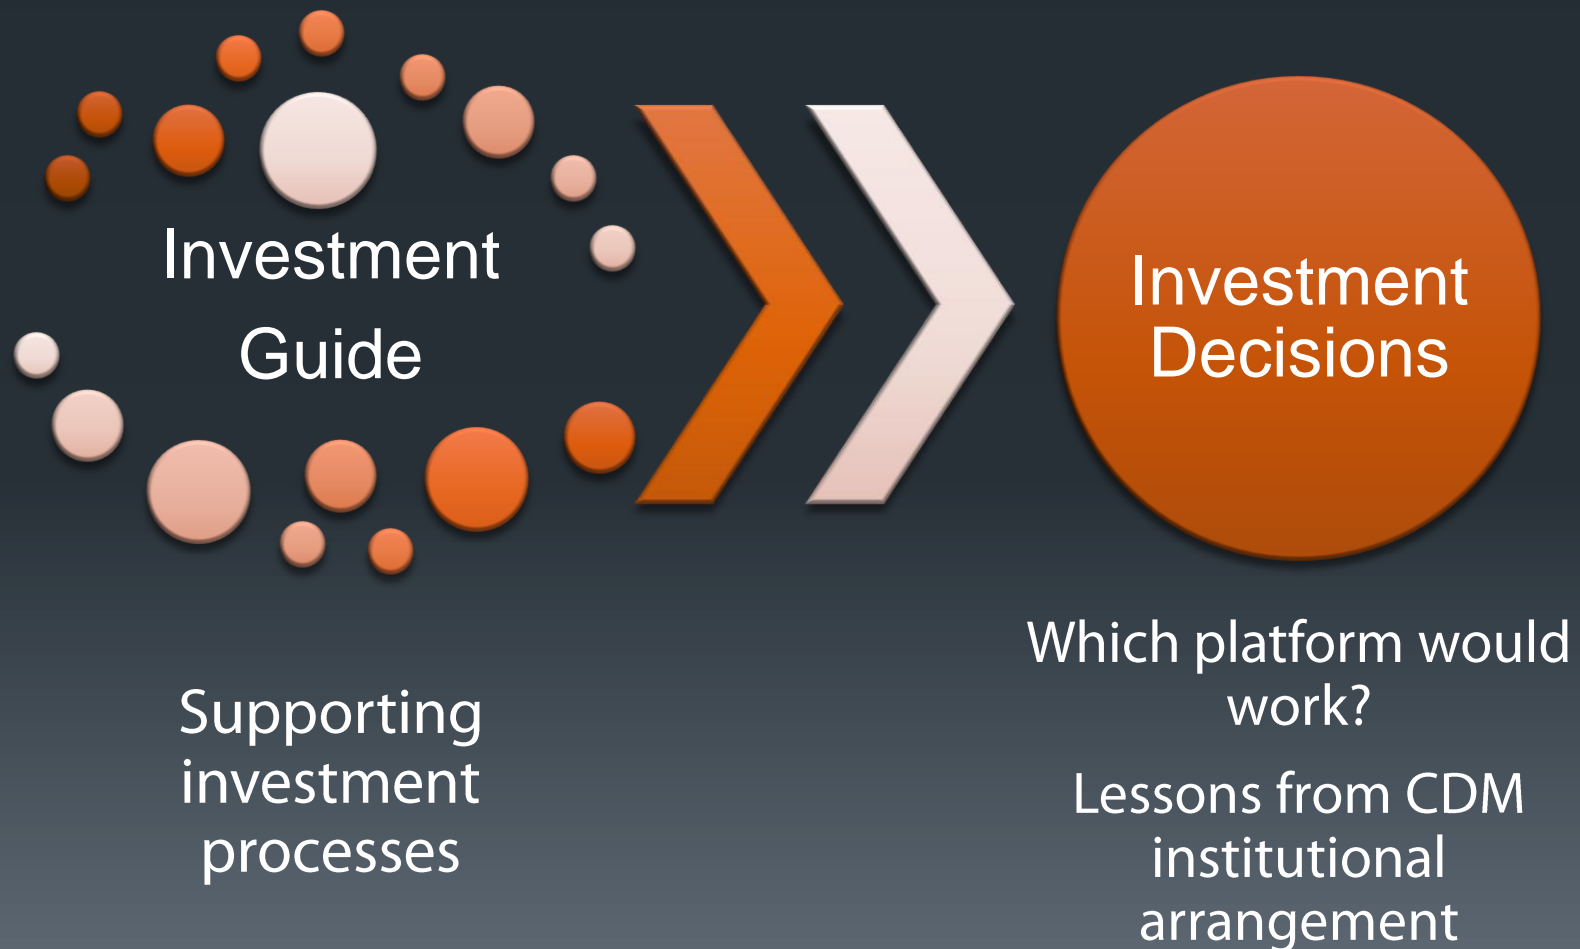 Investment
Guide
Supporting
investment
processes
Investment
Decisions
Which platform would
work?
Lessons from CDM
institutional
arrangement